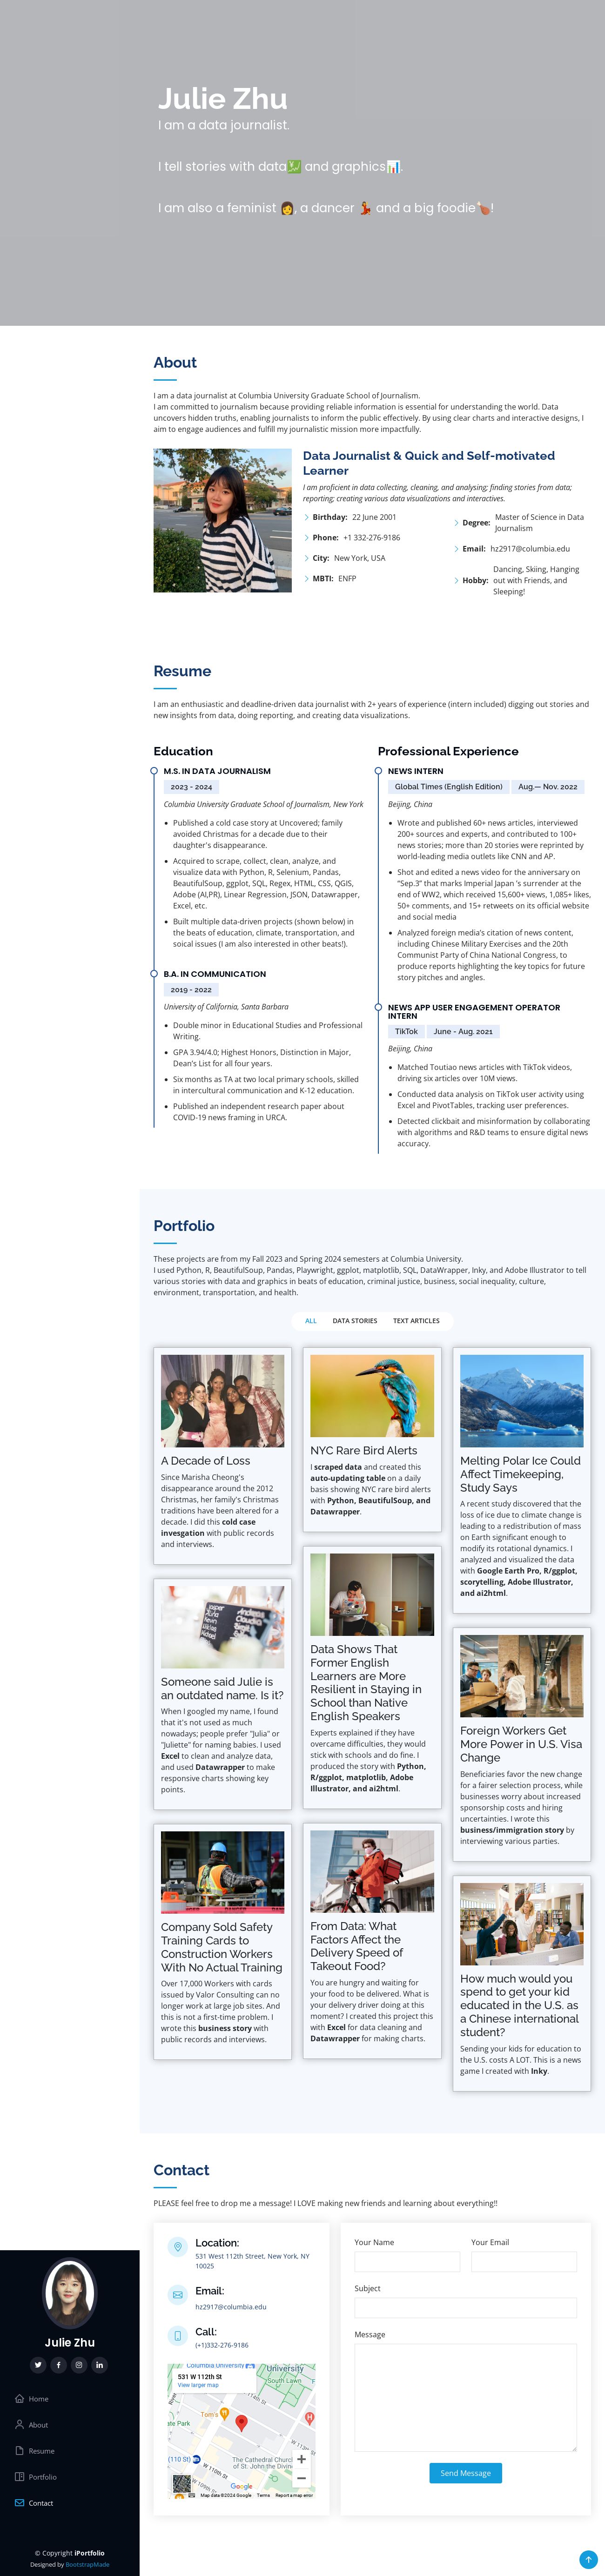 Julie Zhu
I am a data journalist.
I tell stories with data💹 and graphics📊.
I am also a feminist 👩, a dancer 💃 and a big foodie🍗!
About
I am a data journalist at Columbia University Graduate School of Journalism.
I am committed to journalism because providing reliable information is essential for understanding the world. Data
uncovers hidden truths, enabling journalists to inform the public effectively. By using clear charts and interactive designs, I
aim to engage audiences and fulfill my journalistic mission more impactfully.
Data Journalist & Quick and Self-motivated
Learner
I am proficient in data collecting, cleaning, and analysing; finding stories from data;
reporting; creating various data visualizations and interactives.
Birthday: 22 June 2001
Phone: +1 332-276-9186
City: New York, USA
MBTI: ENFP
Degree: Master of Science in Data
Journalism
Email: hz2917@columbia.edu
Hobby: Dancing, Skiing, Hanging
out with Friends, and
Sleeping!
Resume
I am an enthusiastic and deadline-driven data journalist with 2+ years of experience (intern included) digging out stories and
new insights from data, doing reporting, and creating data visualizations.
Education
M.S. IN DATA JOURNALISM
2023 - 2024
Columbia University Graduate School of Journalism, New York
Published a cold case story at Uncovered; family
avoided Christmas for a decade due to their
daughter's disappearance.
Acquired to scrape, collect, clean, analyze, and
visualize data with Python, R, Selenium, Pandas,
BeautifulSoup, ggplot, SQL, Regex, HTML, CSS, QGIS,
Adobe (AI,PR), Linear Regression, JSON, Datawrapper,
Excel, etc.
Built multiple data-driven projects (shown below) in
the beats of education, climate, transportation, and
soical issues (I am also interested in other beats!).
B.A. IN COMMUNICATION
2019 - 2022
University of California, Santa Barbara
Double minor in Educational Studies and Professional
Writing.
GPA 3.94/4.0; Highest Honors, Distinction in Major,
Dean's List for all four years.
Six months as TA at two local primary schools, skilled
in intercultural communication and K-12 education.
Published an independent research paper about
COVID-19 news framing in URCA.
Professional Experience
NEWS INTERN
Global Times (English Edition) Aug.— Nov. 2022
Beijing, China
Wrote and published 60+ news articles, interviewed
200+ sources and experts, and contributed to 100+
news stories; more than 20 stories were reprinted by
world-leading media outlets like CNN and AP.
Shot and edited a news video for the anniversary on
"Sep.3" that marks Imperial Japan 's surrender at the
end of WW2, which received 15,600+ views, 1,085+ likes,
50+ comments, and 15+ retweets on its official website
and social media
Analyzed foreign media's citation of news content,
including Chinese Military Exercises and the 20th
Communist Party of China National Congress, to
produce reports highlighting the key topics for future
story pitches and angles.
NEWS APP USER ENGAGEMENT OPERATOR
INTERN
TikTok June - Aug. 2021
Beijing, China
Matched Toutiao news articles with TikTok videos,
driving six articles over 10M views.
Conducted data analysis on TikTok user activity using
Excel and PivotTables, tracking user preferences.
Detected clickbait and misinformation by collaborating
with algorithms and R&D teams to ensure digital news
accuracy.
Portfolio
These projects are from my Fall 2023 and Spring 2024 semesters at Columbia University.
I used Python, R, BeautifulSoup, Pandas, Playwright, ggplot, matplotlib, SQL, DataWrapper, Inky, and Adobe Illustrator to tell
various stories with data and graphics in beats of education, criminal justice, business, social inequality, culture,
environment, transportation, and health.
ALL DATA STORIES TEXT ARTICLES
A Decade of Loss
Since Marisha Cheong's
disappearance around the 2012
Christmas, her family's Christmas
traditions have been altered for a
decade. I did this cold case
invesgation with public records
and interviews.
NYC Rare Bird Alerts
I scraped data and created this
auto-updating table on a daily
basis showing NYC rare bird alerts
with Python, BeautifulSoup, and
Datawrapper.
Melting Polar Ice Could
Affect Timekeeping,
Study Says
A recent study discovered that the
loss of ice due to climate change is
leading to a redistribution of mass
on Earth significant enough to
modify its rotational dynamics. I
analyzed and visualized the data
with Google Earth Pro, R/ggplot,
scorytelling, Adobe Illustrator,
and ai2html.
Someone said Julie is
an outdated name. Is it?
When I googled my name, I found
that it's not used as much
nowadays; people prefer "Julia" or
"Juliette" for naming babies. I used
Excel to clean and analyze data,
and used Datawrapper to make
responsive charts showing key
points.
Data Shows That
Former English
Learners are More
Resilient in Staying in
School than Native
English Speakers
Experts explained if they have
overcame difficulties, they would
stick with schools and do fine. I
produced the story with Python,
R/ggplot, matplotlib, Adobe
Illustrator, and ai2html.
Foreign Workers Get
More Power in U.S. Visa
Change
Beneficiaries favor the new change
for a fairer selection process, while
businesses worry about increased
sponsorship costs and hiring
uncertainties. I wrote this
business/immigration story by
interviewing various parties.
Company Sold Safety
Training Cards to
Construction Workers
With No Actual Training
Over 17,000 Workers with cards
issued by Valor Consulting can no
longer work at large job sites. And
this is not a first-time problem. I
wrote this business story with
public records and interviews.
From Data: What
Factors Affect the
Delivery Speed of
Takeout Food?
You are hungry and waiting for
your food to be delivered. What is
your delivery driver doing at this
moment? I created this project this
with Excel for data cleaning and
Datawrapper for making charts.
How much would you
spend to get your kid
educated in the U.S. as
a Chinese international
student?
Sending your kids for education to
the U.S. costs A LOT. This is a news
game I created with Inky.
Contact
PLEASE feel free to drop me a message! I LOVE making new friends and learning about everything!!
Location:
531 West 112th Street, New York, NY
10025
Email:
hz2917@columbia.edu
Call:
(+1)332-276-9186
531 W 112th St
View larger map
University
South Lawn
Tom's
(110 St)
The Cathedral Church
Google
Map data ©2024 Google Terms Report a map error
Your Name
Your Email
Subject
Message
Send Message
Julie Zhu
Home
About
Resume
Portfolio
Contact
© Copyright iPortfolio
Designed by BootstrapMade